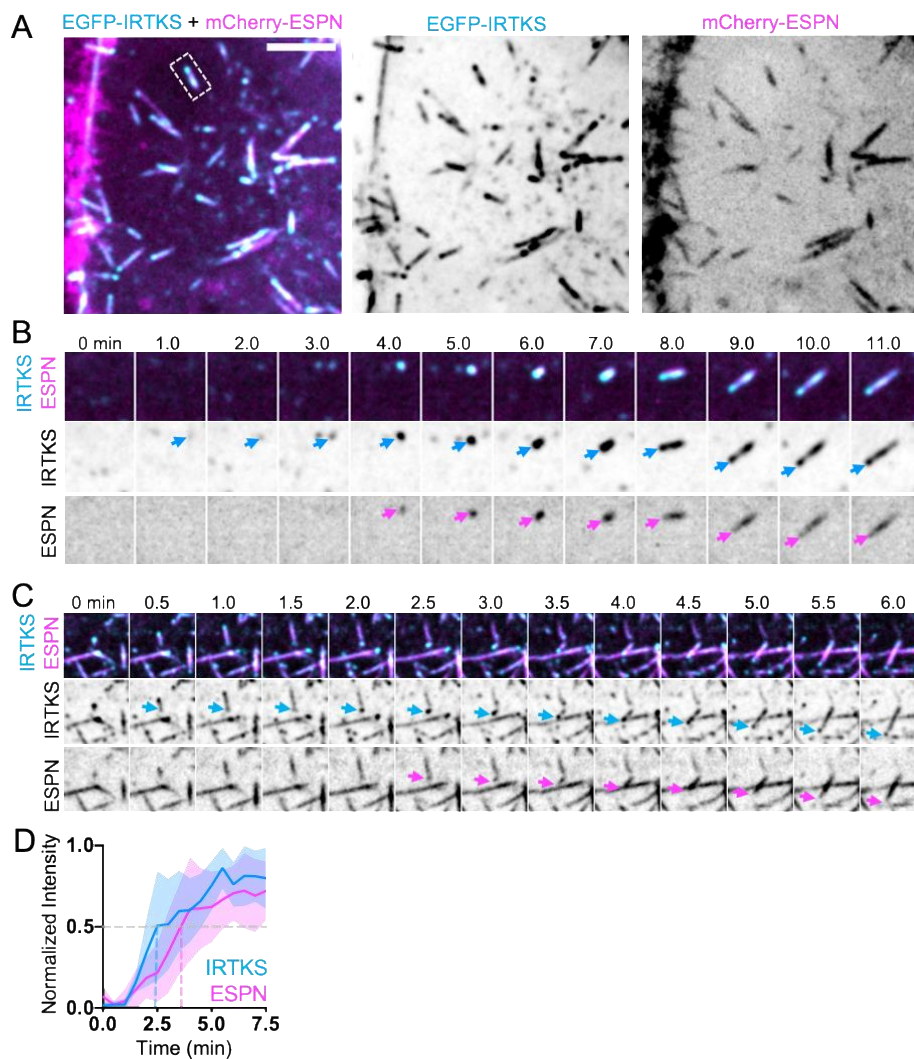 A
EGFP-IRTKS + mCherry-ESPN
EGFP-IRTKS
mCherry-ESPN
B
0 min 1.0 2.0 3.0 4.0 5.0 6.0 7.0 8.0 9.0 10.0 11.0
IRTKS
ESPN
IRTKS
ESPN
C
0 min 0.5 1.0 1.5 2.0 2.5 3.0 3.5 4.0 4.5 5.0 5.5 6.0
IRTKS
ESPN
IRTKS
ESPN
D
Normalized Intensity
1.0
0.5
0.0
IRTKS
ESPN
0.0 2.5 5.0 7.5
Time (min)